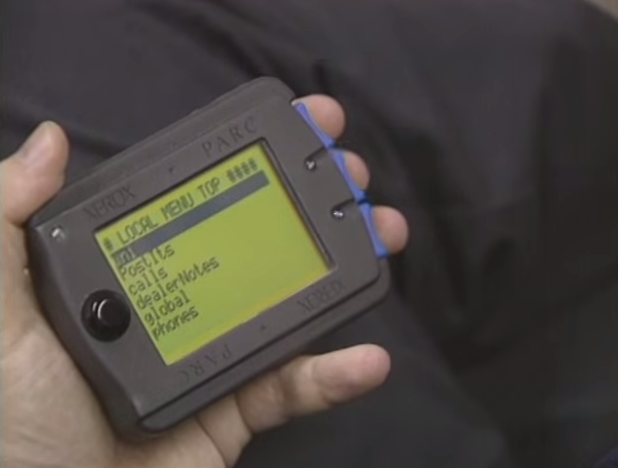 XEROX PARC
# LOCAL MENU TOP ####
PostIts
calls
dealerNotes
global
phones
XEROX PARC